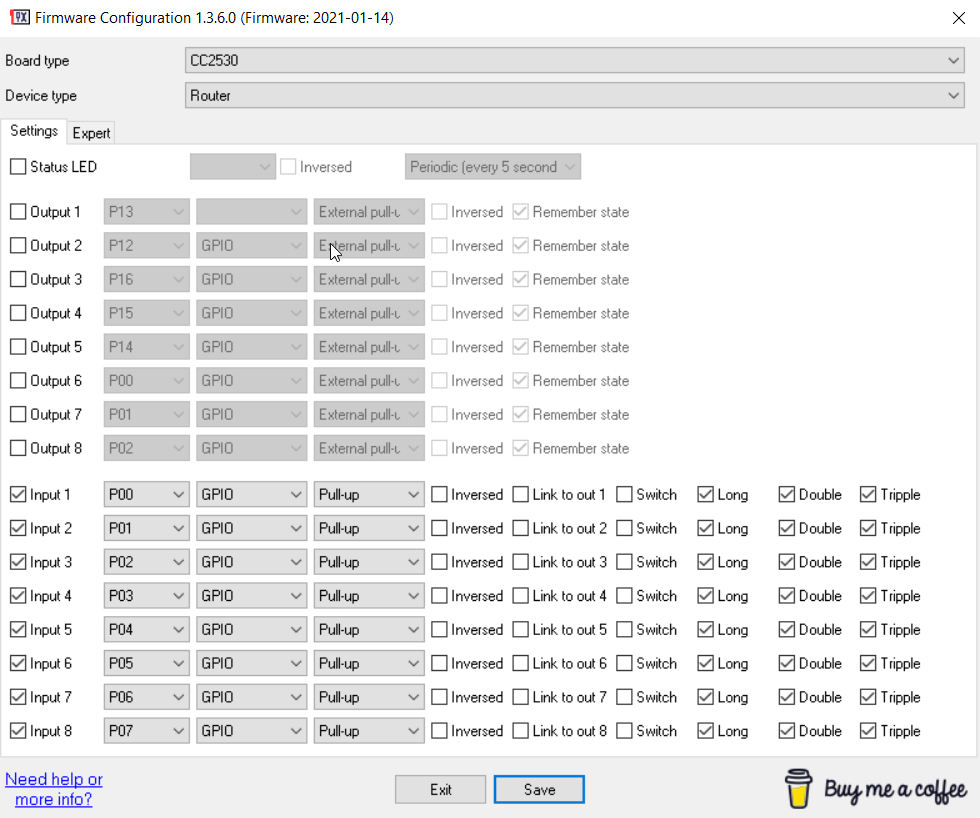 Firmware Configuration 1.3.6.0 (Firmware: 2021-01-14)
Board type CC2530
Device type Router
Settings Expert
Status LED Inversed Periodic (every 5 second
Output 1 P13 External pull-u Inversed Remember state
Output 2 P12 GPIO External pull-u Inversed Remember state
Output 3 P16 GPIO External pull-u Inversed Remember state
Output 4 P15 GPIO External pull-u Inversed Remember state
Output 5 P14 GPIO External pull-u Inversed Remember state
Output 6 P00 GPIO External pull-u Inversed Remember state
Output 7 P01 GPIO External pull-u Inversed Remember state
Output 8 P02 GPIO External pull-u Inversed Remember state
Input 1 P00 GPIO Pull-up Inversed Link to out 1 Switch Long Double Tripple
Input 2 P01 GPIO Pull-up Inversed Link to out 2 Switch Long Double Tripple
Input 3 P02 GPIO Pull-up Inversed Link to out 3 Switch Long Double Tripple
Input 4 P03 GPIO Pull-up Inversed Link to out 4 Switch Long Double Tripple
Input 5 P04 GPIO Pull-up Inversed Link to out 5 Switch Long Double Tripple
Input 6 P05 GPIO Pull-up Inversed Link to out 6 Switch Long Double Tripple
Input 7 P06 GPIO Pull-up Inversed Link to out 7 Switch Long Double Tripple
Input 8 P07 GPIO Pull-up Inversed Link to out 8 Switch Long Double Tripple
Need help or
more info?
Exit Save Buy me a coffee